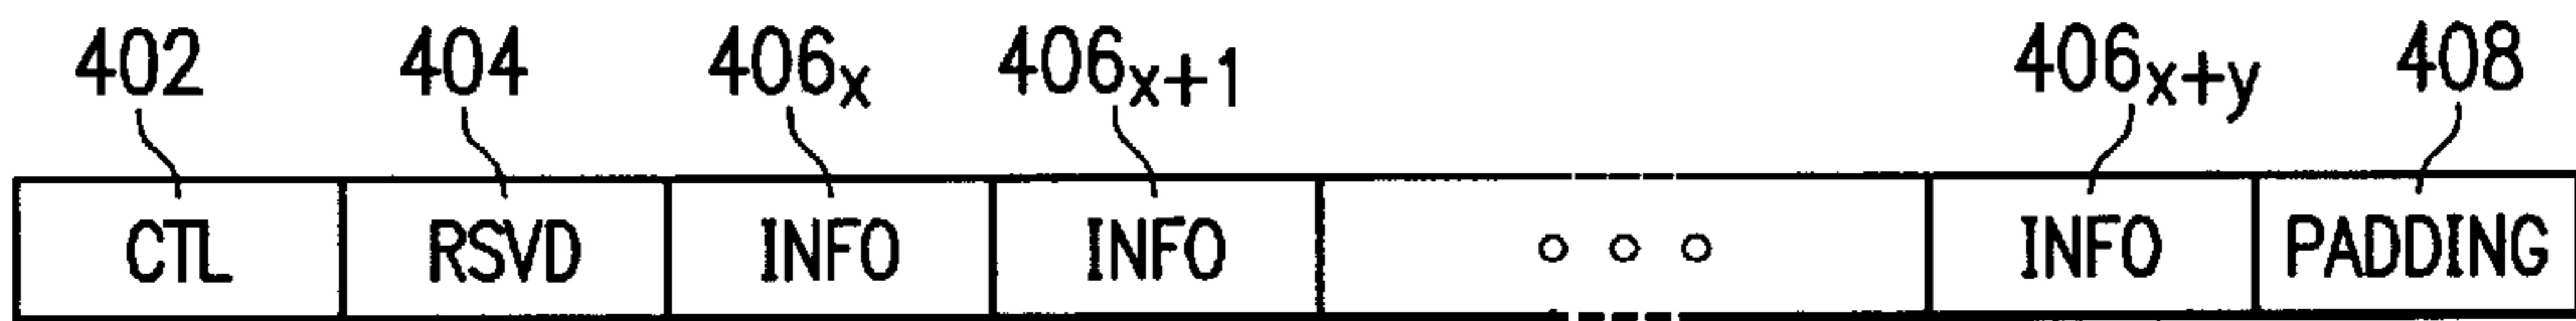 402 404 406x 406x+1 406x+y 408
CTL RSVD INFO INFO ○ ○ ○ INFO PADDING